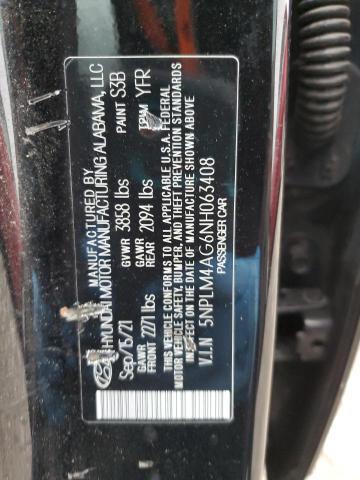 MANUFACTURED BY
HYUNDAI MOTOR MANUFACTURING ALABAMA, LLC
Sep/15/21 GVWR 3858 lbs PAINT S3B
GAWR FRONT 2271 lbs GAWR REAR 2094 lbs TRIM YFR
THIS VEHICLE CONFORMS TO ALL APPLICABLE U.S.A. FEDERAL
MOTOR VEHICLE SAFETY, BUMPER, AND THEFT PREVENTION STANDARDS
IN EFFECT ON THE DATE OF MANUFACTURE SHOWN ABOVE.
V.I.N 5NPLM4AG6NH063408
PASSENGER CAR